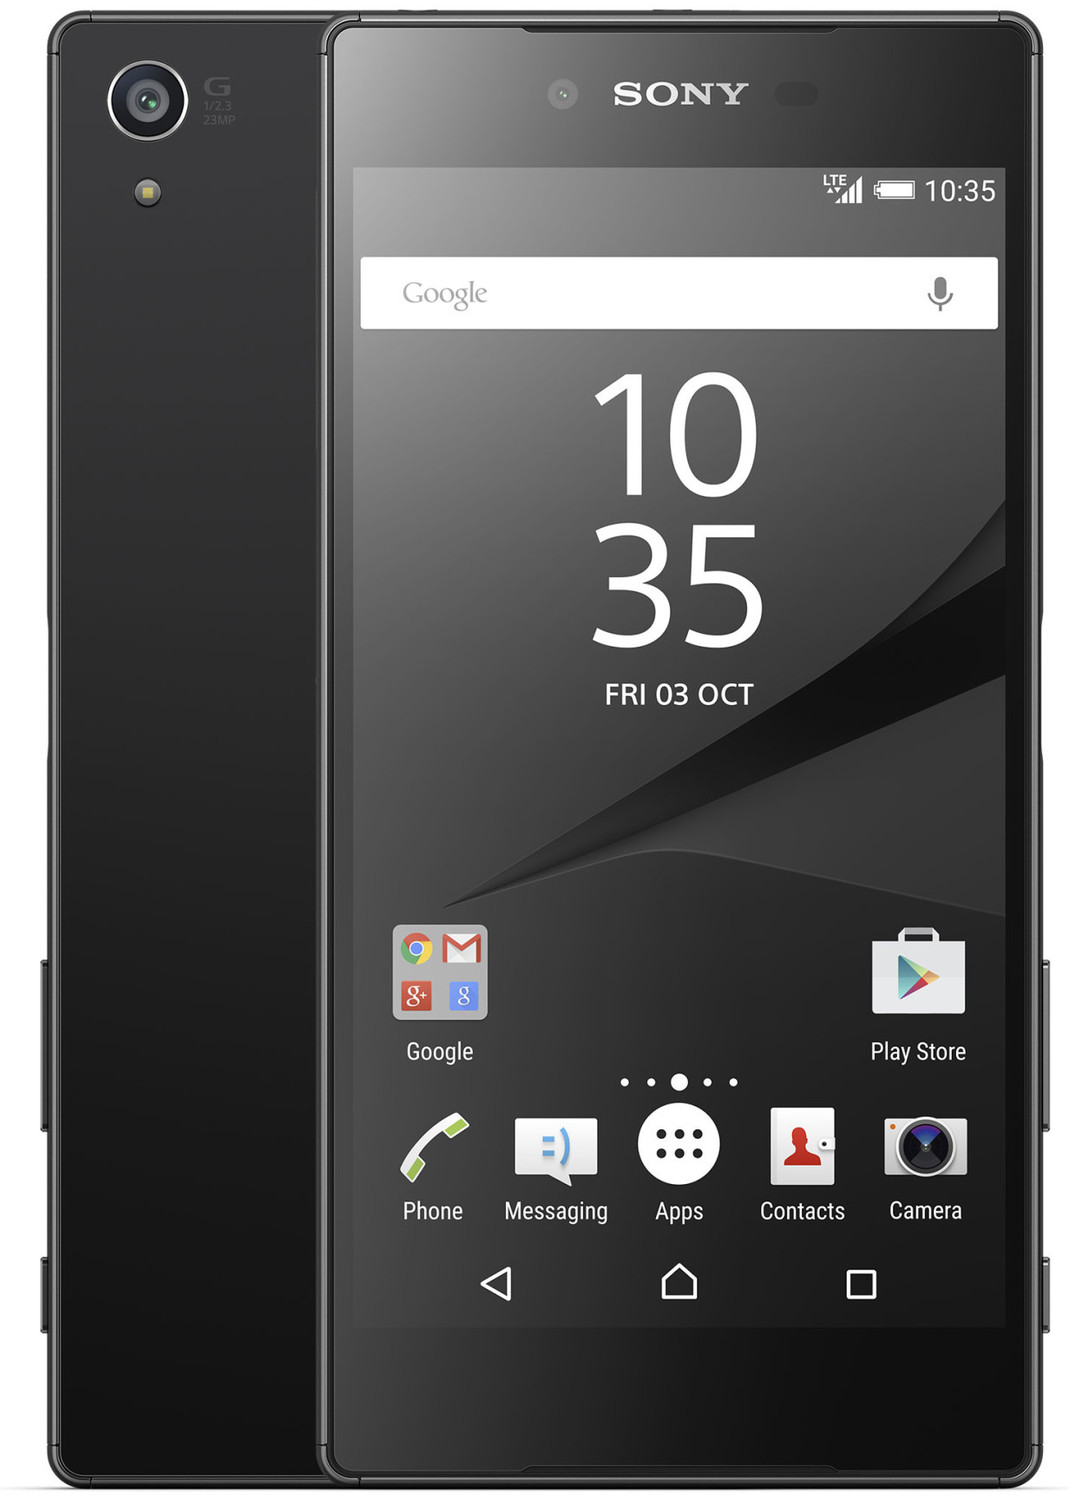 G
1/2.3
23MP
SONY
LTE 10:35
Google
10
35
FRI 03 OCT
g+ g
Google Play Store
Phone Messaging Apps Contacts Camera